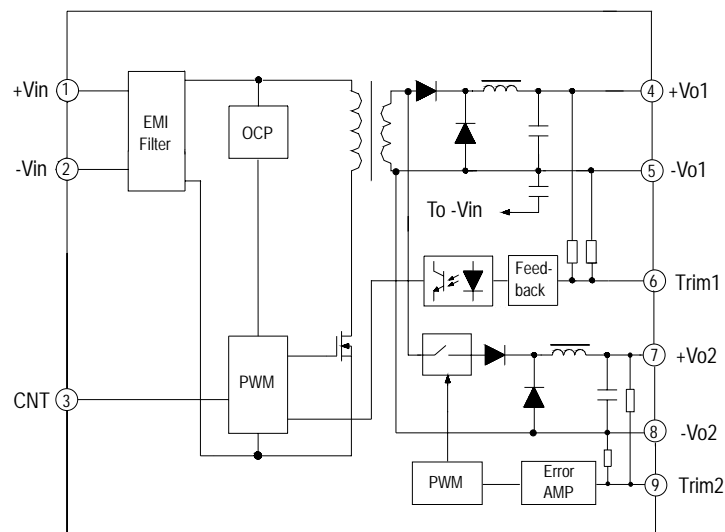 +Vin 1
EMI
Filter
OCP
4 +Vo1
-Vin 2
5 -Vo1
To -Vin
Feed-
back
6 Trim1
PWM
7 +Vo2
CNT 3
8 -Vo2
PWM
Error
AMP
9 Trim2